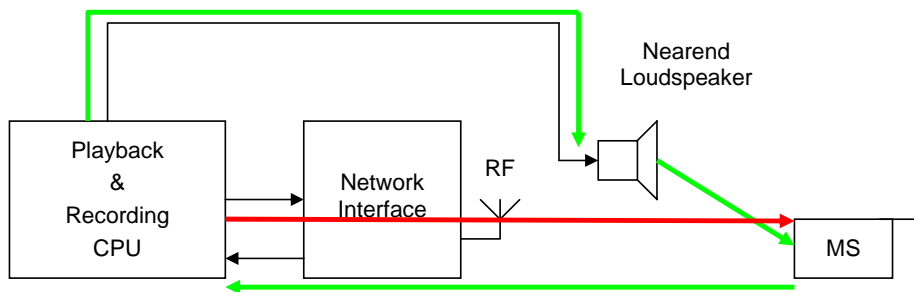 Nearend
Loudspeaker
Playback
&
Recording
CPU
Network
Interface
RF
MS